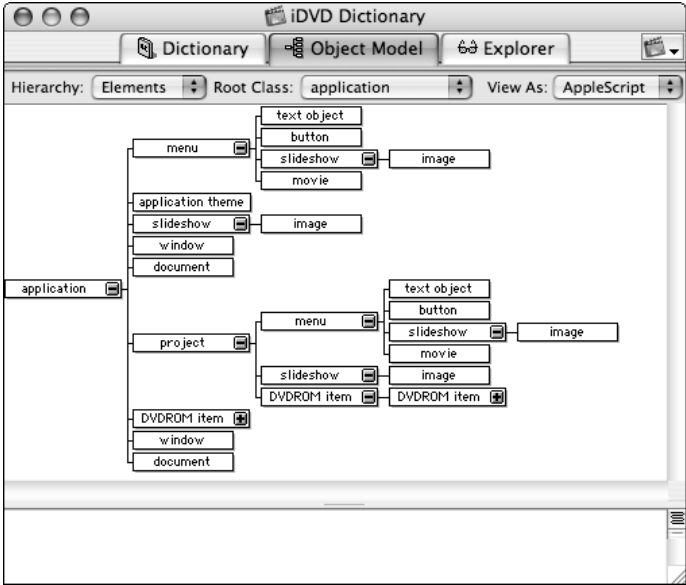 iDVD Dictionary
Dictionary Object Model Explorer
Hierarchy: Elements Root Class: application View As: AppleScript
text object
button
menu
slideshow image
movie
application theme
slideshow image
window
document
application
text object
button
menu
slideshow image
project
movie
slideshow image
DVDROM item DVDROM item
DVDROM item
window
document